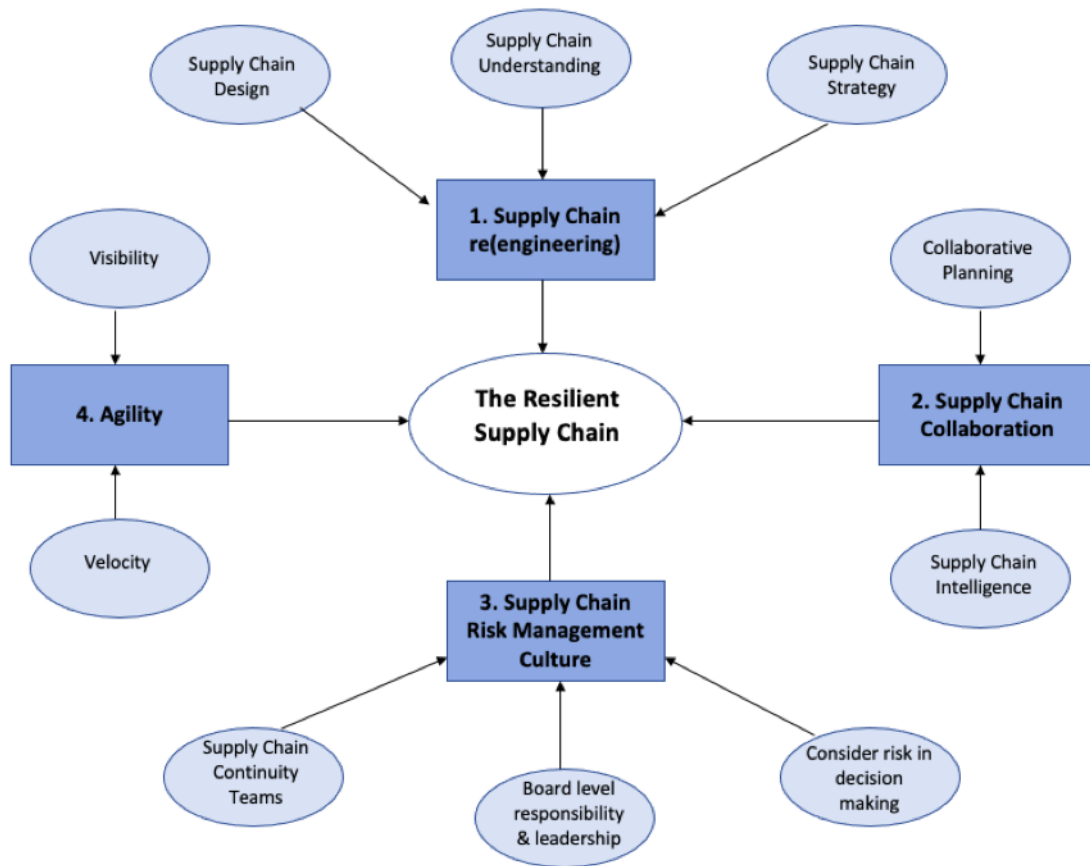 Supply Chain
Design
Supply Chain
Understanding
Supply Chain
Strategy
1. Supply Chain
re(engineering)
Visibility
Collaborative
Planning
4. Agility
The Resilient
Supply Chain
2. Supply Chain
Collaboration
Velocity
Supply Chain
Intelligence
3. Supply Chain
Risk Management
Culture
Supply Chain
Continuity
Teams
Board level
responsibility
& leadership
Consider risk in
decision
making